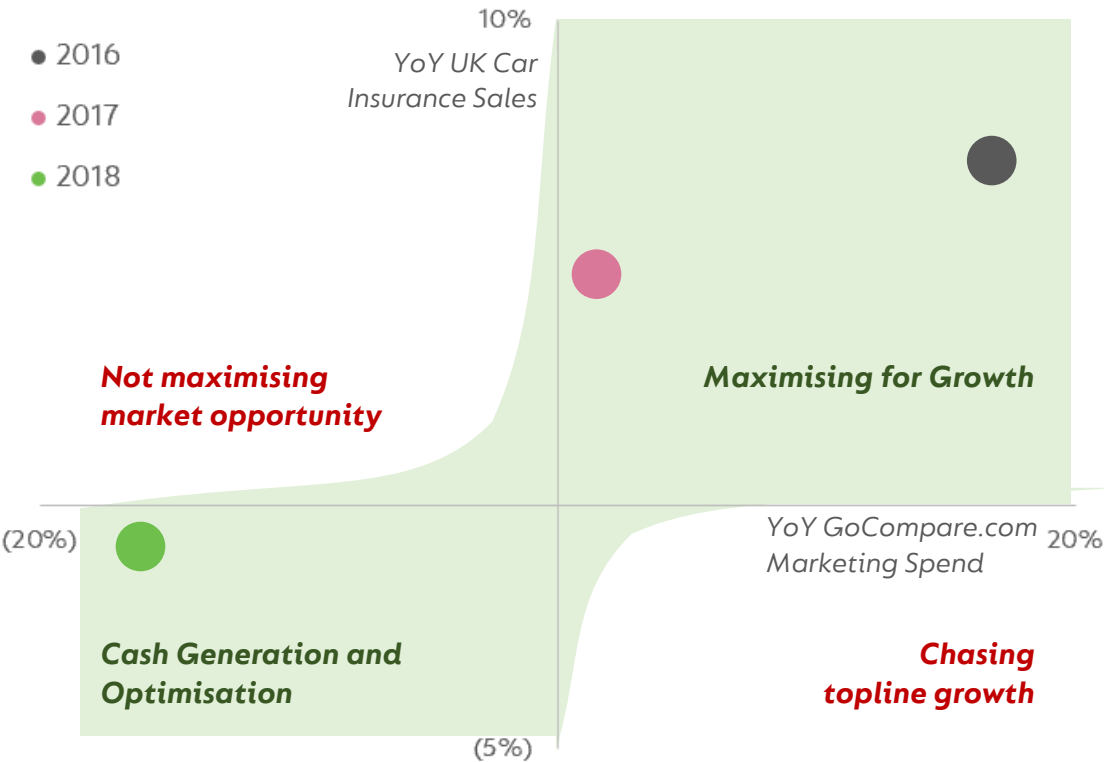 10%
2016
YoY UK Car
Insurance Sales
2017
2018
Not maximising
market opportunity
Maximising for Growth
(20%)
YoY GoCompare.com
Marketing Spend
20%
Cash Generation and
Optimisation
Chasing
topline growth
(5%)